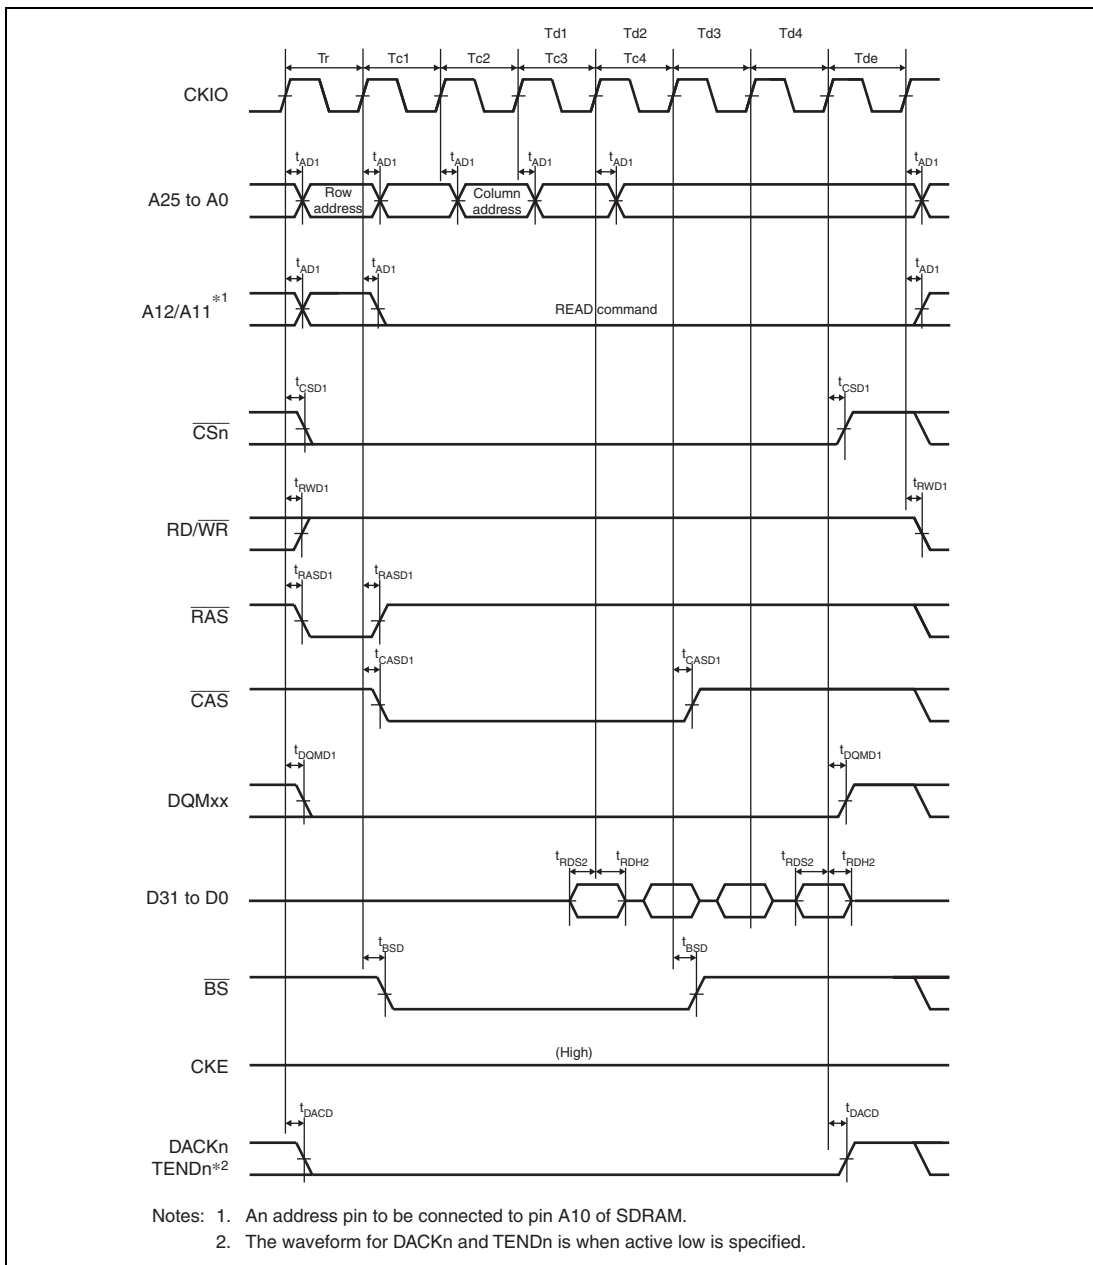 Td1 Td2 Td3 Td4
Tr Tc1 Tc2 Tc3 Tc4 Tde
CKIO
tAD1 tAD1 tAD1 tAD1 tAD1 tAD1
A25 to A0
Row address
Column address
tAD1 tAD1 tAD1
A12/A11*1
READ command
tCSD1 tCSD1
CSn
tRWD1 tRWD1
RD/WR
tRASD1 tRASD1
RAS
tCASD1 tCASD1
CAS
tDQMD1 tDQMD1
DQMxx
tRDS2 tRDH2 tRDS2 tRDH2
D31 to D0
tBSD tBSD
BS
(High)
CKE
tDACD tDACD
DACKn
TENDn*2
Notes: 1. An address pin to be connected to pin A10 of SDRAM.
2. The waveform for DACKn and TENDn is when active low is specified.